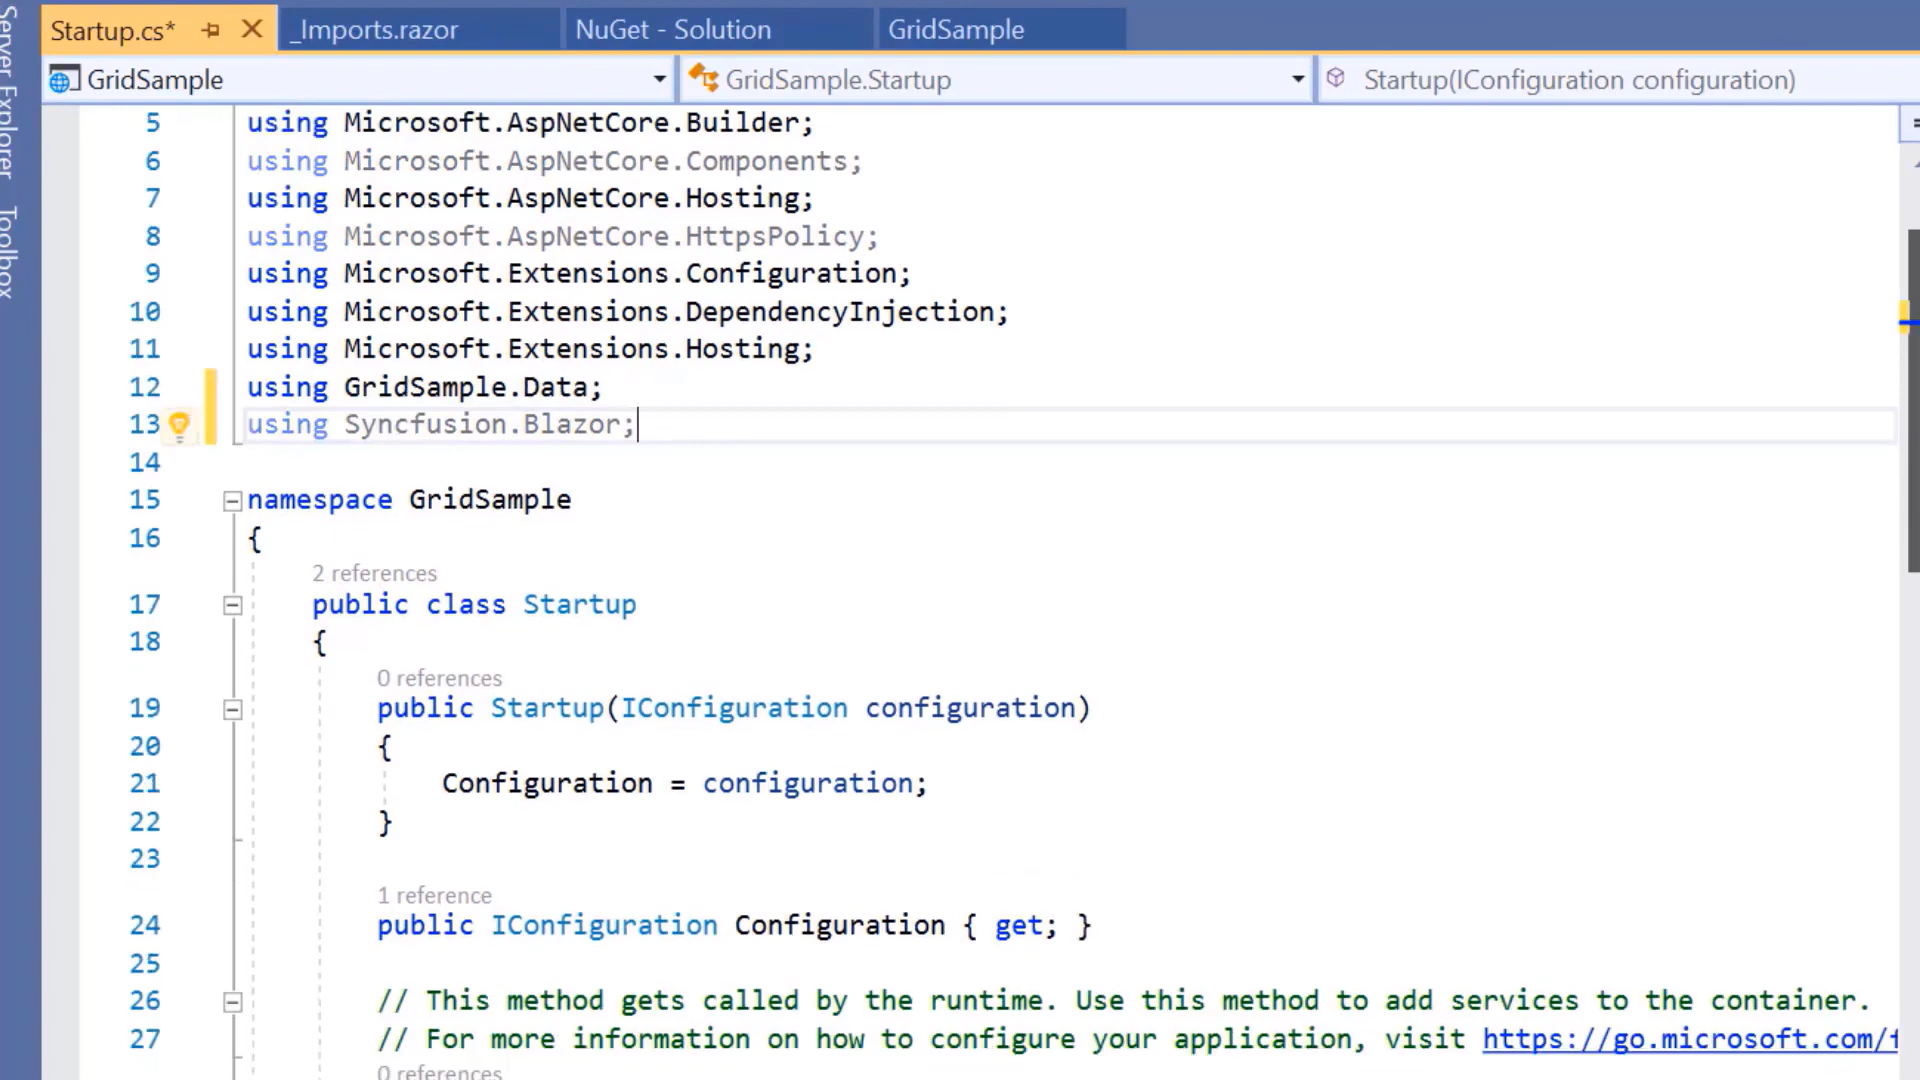 Server Explorer
Toolbox
Startup.cs*
_Imports.razor
NuGet - Solution
GridSample
GridSample
GridSample.Startup
Startup(IConfiguration configuration)
5 using Microsoft.AspNetCore.Builder;
6 using Microsoft.AspNetCore.Components;
7 using Microsoft.AspNetCore.Hosting;
8 using Microsoft.AspNetCore.HttpsPolicy;
9 using Microsoft.Extensions.Configuration;
10 using Microsoft.Extensions.DependencyInjection;
11 using Microsoft.Extensions.Hosting;
12 using GridSample.Data;
13 using Syncfusion.Blazor;
14
15 namespace GridSample
16 {
2 references
17 public class Startup
18 {
0 references
19 public Startup(IConfiguration configuration)
20 {
21 Configuration = configuration;
22 }
23
1 reference
24 public IConfiguration Configuration { get; }
25
26 // This method gets called by the runtime. Use this method to add services to the container.
27 // For more information on how to configure your application, visit https://go.microsoft.com/f
0 references